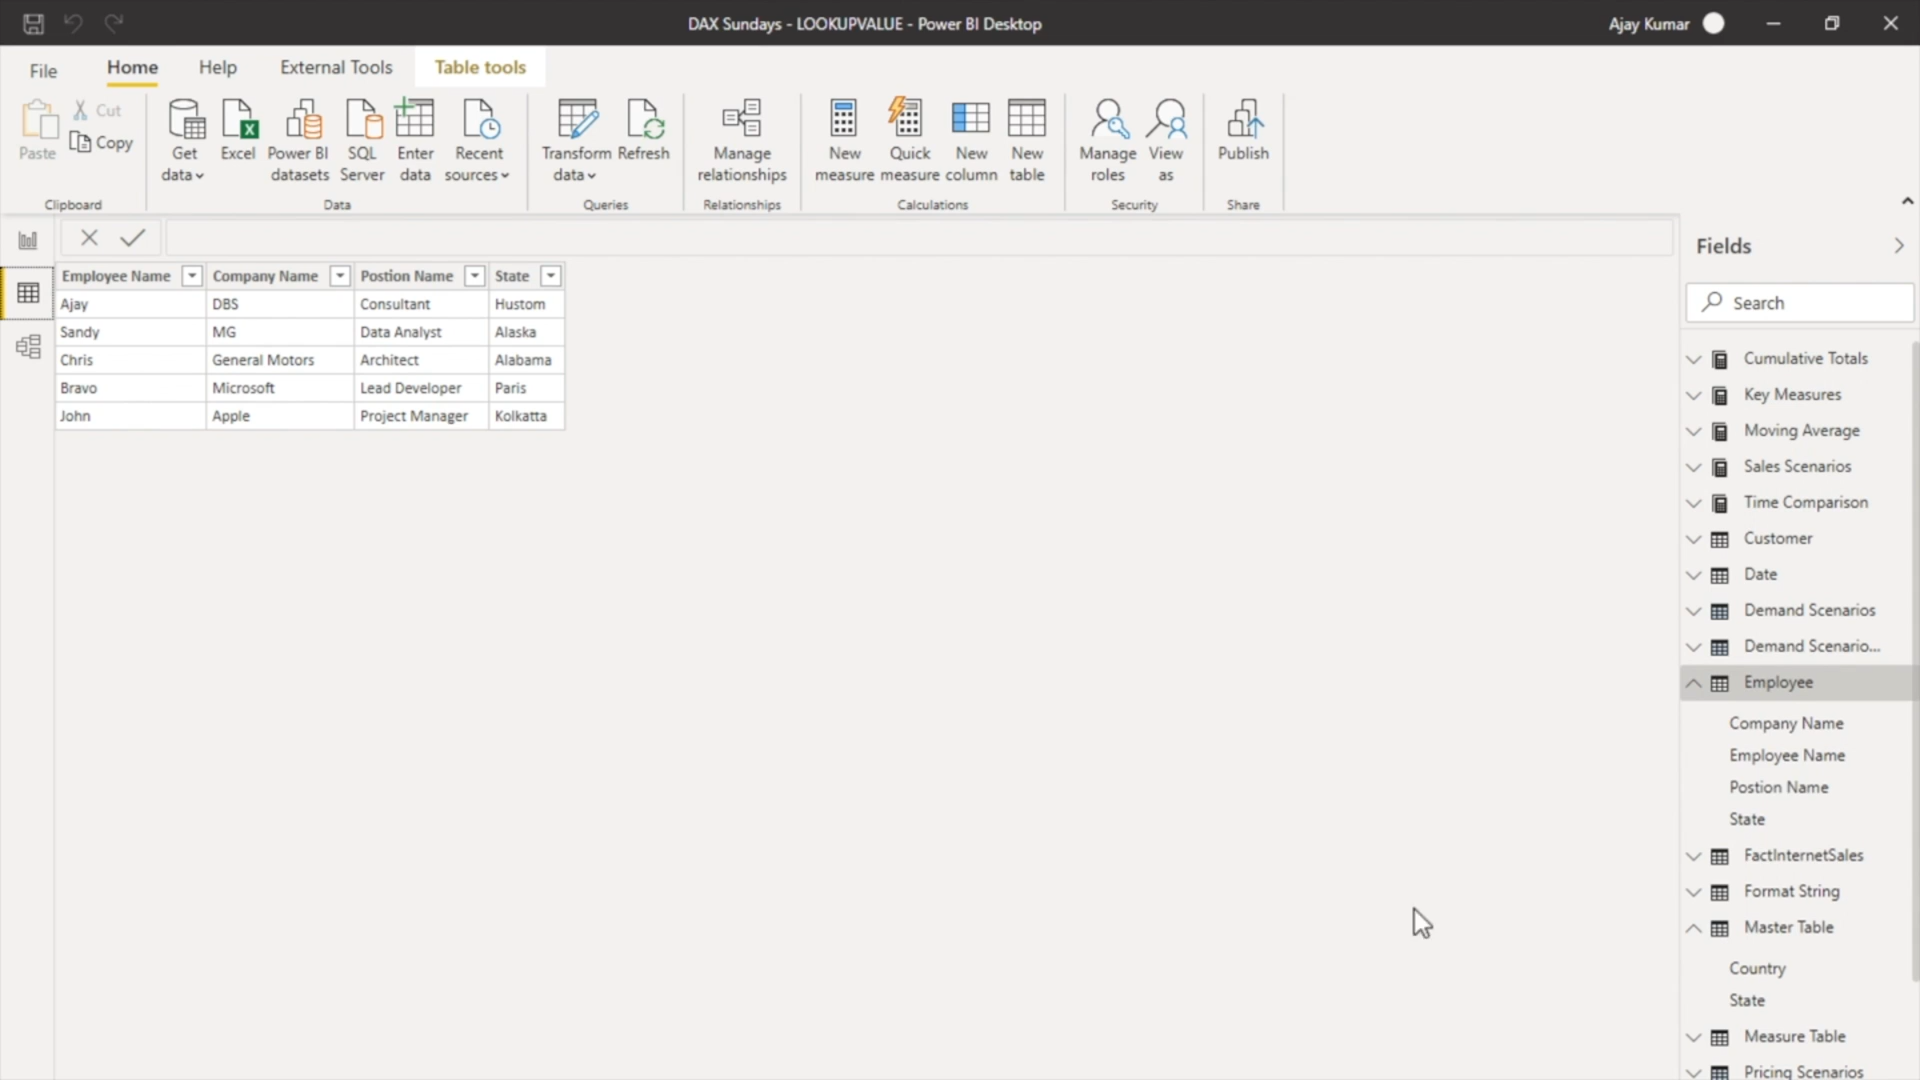 DAX Sundays - LOOKUPVALUE - Power BI Desktop
Ajay Kumar
File
Home
Help
External Tools
Table tools
Paste
Cut
Copy
Clipboard
Get data
Excel
Power BI datasets
SQL Server
Enter data
Recent sources
Data
Transform data
Refresh
Queries
Manage relationships
Relationships
New measure
Quick measure
New column
New table
Calculations
Manage roles
View as
Security
Publish
Share
Employee Name Company Name Postion Name State
Ajay DBS Consultant Hustom
Sandy MG Data Analyst Alaska
Chris General Motors Architect Alabama
Bravo Microsoft Lead Developer Paris
John Apple Project Manager Kolkatta
Fields
Search
Cumulative Totals
Key Measures
Moving Average
Sales Scenarios
Time Comparison
Customer
Date
Demand Scenarios
Demand Scenario...
Employee
Company Name
Employee Name
Postion Name
State
FactInternetSales
Format String
Master Table
Country
State
Measure Table
Pricing Scenarios